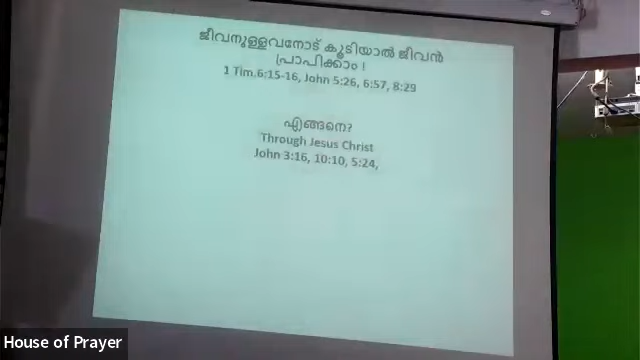 ജീവനുള്ളവനോട് കൂടിയാൽ ജീവൻ
പ്രാപിക്കാം !
1 Tim.6:15-16, John 5:26, 6:57, 8:29
എങ്ങനെ?
Through Jesus Christ
John 3:16, 10:10, 5:24,
House of Prayer